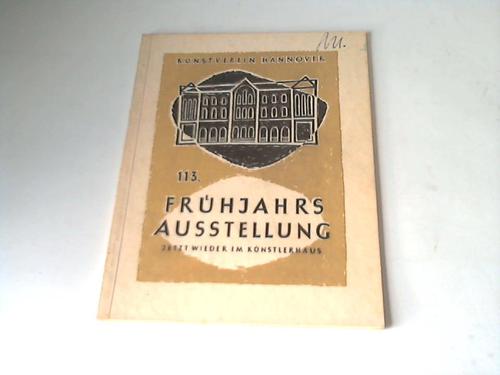 KUNSTVEREIN HANNOVER
113.
FRÜHJAHRS
AUSSTELLUNG
JETZT WIEDER IM KÜNSTLERHAUS